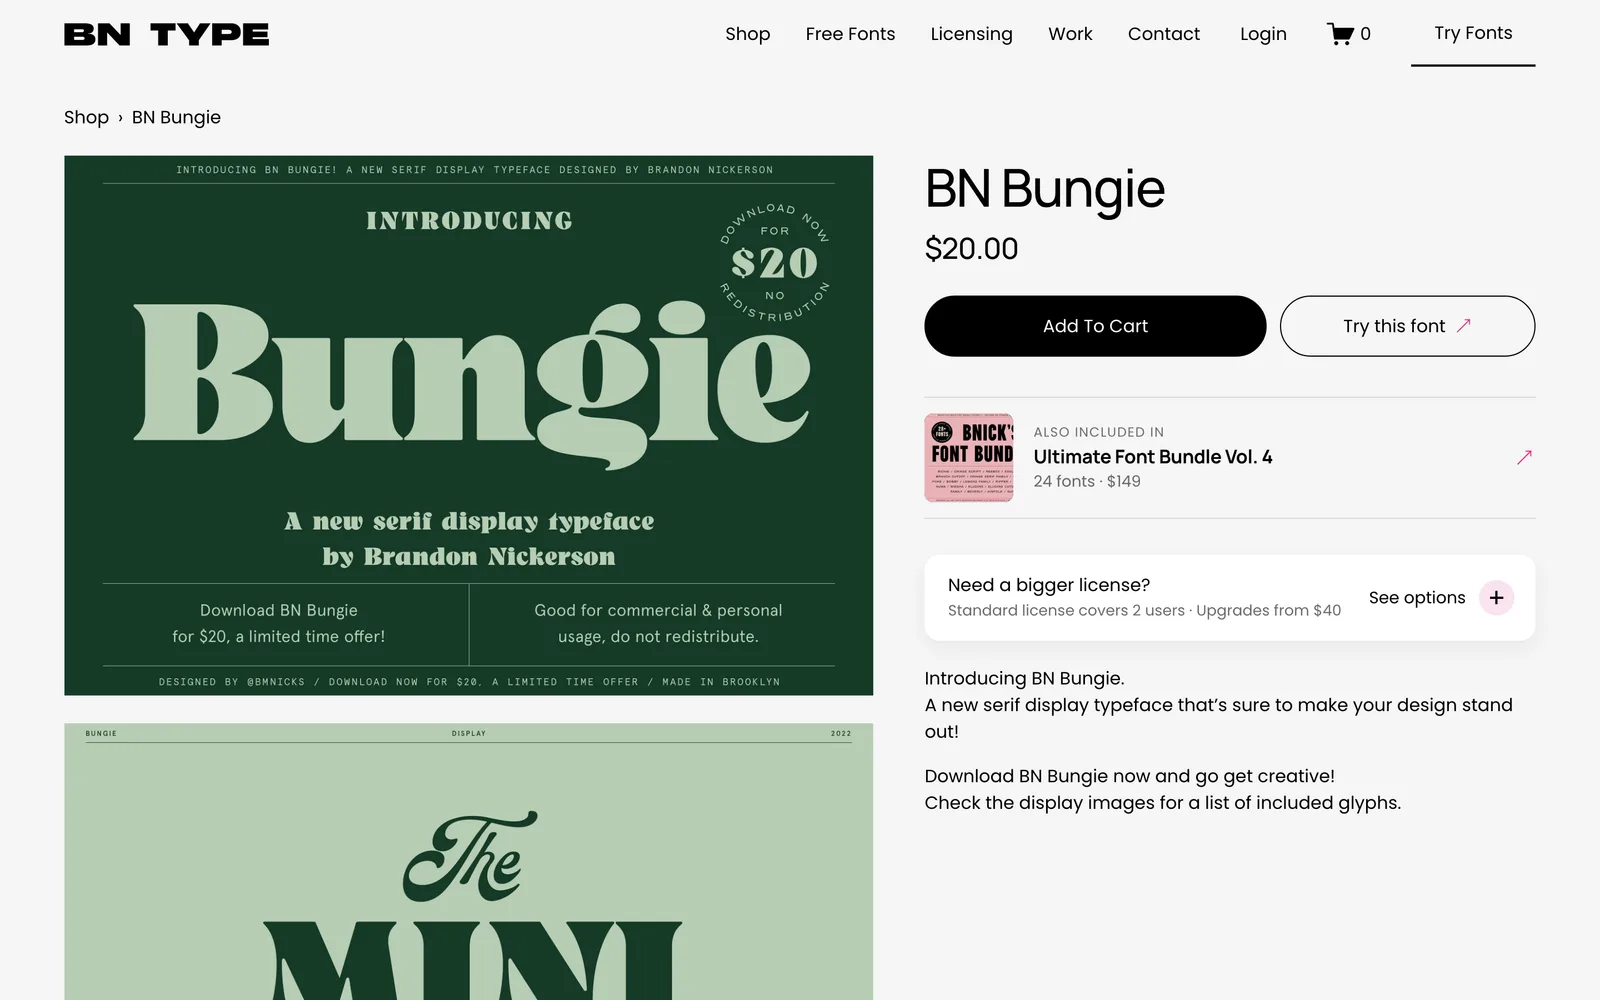 BN TYPE
Shop
Free Fonts
Licensing
Work
Contact
Login
0
Try Fonts
Shop › BN Bungie
INTRODUCING BN BUNGIE! A NEW SERIF DISPLAY TYPEFACE DESIGNED BY BRANDON NICKERSON
INTRODUCING
DOWNLOAD NOW
FOR
$20
NO
REDISTRIBUTION
Bungie
A new serif display typeface
by Brandon Nickerson
Download BN Bungie
for $20, a limited time offer!
Good for commercial & personal
usage, do not redistribute.
DESIGNED BY @BMNICKS / DOWNLOAD NOW FOR $20, A LIMITED TIME OFFER / MADE IN BROOKLYN
BUNGIE
DISPLAY
2022
The
MINI
BN Bungie
$20.00
Add To Cart
Try this font
BNICK'S
FONT BUND
ALSO INCLUDED IN
Ultimate Font Bundle Vol. 4
24 fonts · $149
Need a bigger license?
Standard license covers 2 users · Upgrades from $40
See options
Introducing BN Bungie.
A new serif display typeface that's sure to make your design stand
out!
Download BN Bungie now and go get creative!
Check the display images for a list of included glyphs.